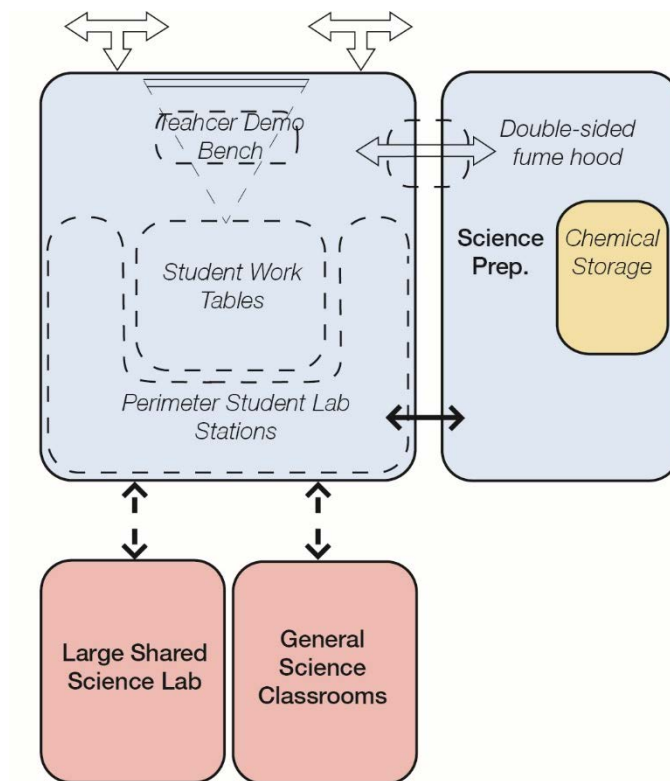 Teahcer Demo
Bench
Double-sided
fume hood
Science
Prep.
Chemical
Storage
Student Work
Tables
Perimeter Student Lab
Stations
Large Shared
Science Lab
General
Science
Classrooms